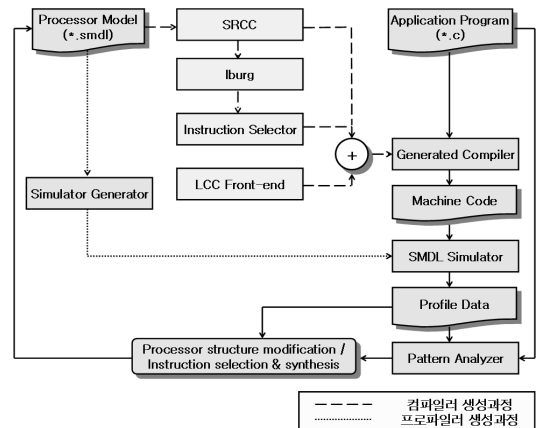 Processor Model
(*.smdl)
SRCC
Application Program
(*.c)
Iburg
Instruction Selector
+
Generated Compiler
LCC Front-end
Simulator Generator
Machine Code
SMDL Simulator
Profile Data
Processor structure modification /
Instruction selection & synthesis
Pattern Analyzer
컴파일러 생성과정
프로파일러 생성과정